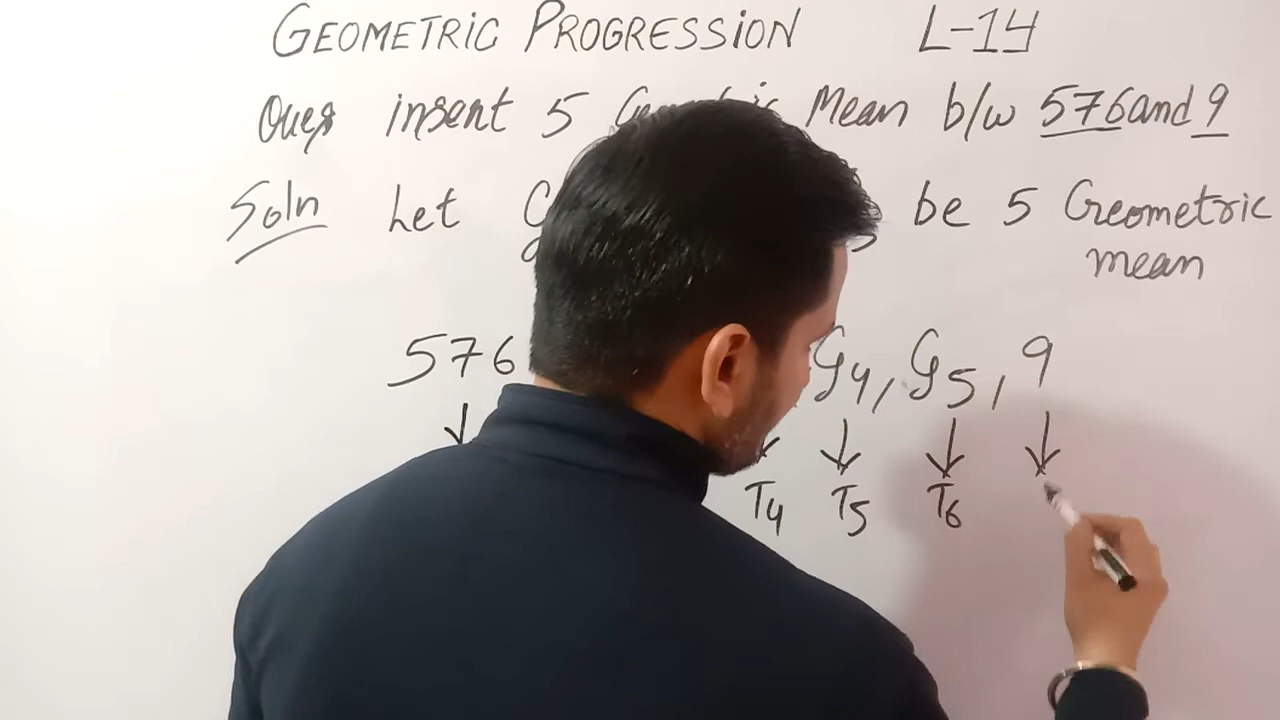 GEOMETRIC PROGRESSION L-14
Ques insert 5 Mean b/w 576 and 9
Soln Let be 5 Geometric
mean
576 G4, G5, 9
T4 T5 T6